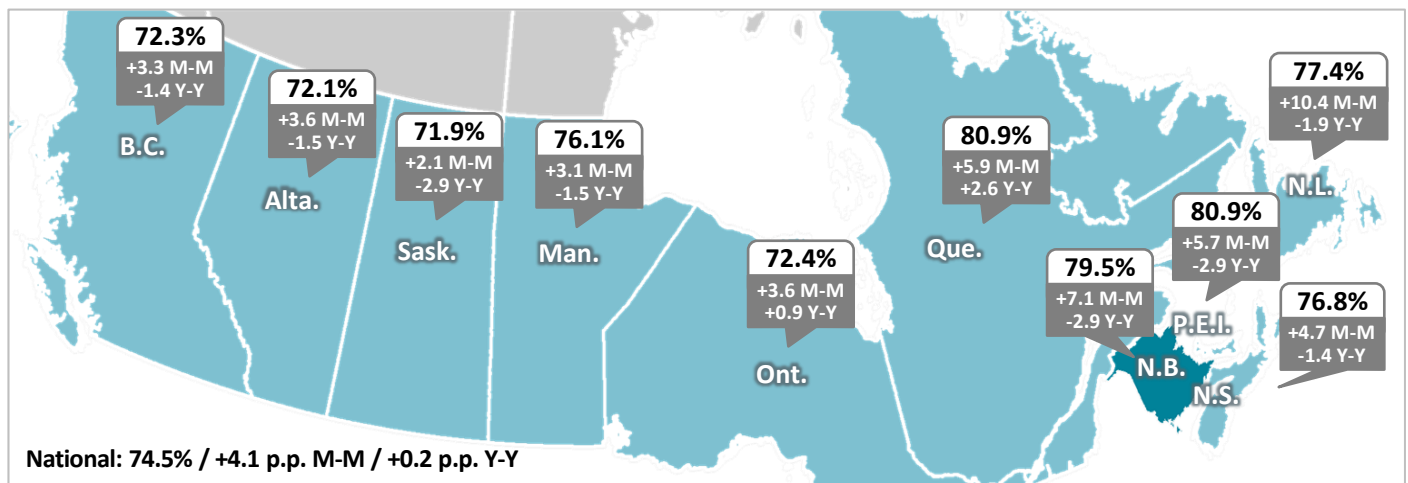 72.3%
+3.3 M-M
-1.4 Y-Y
B.C.
72.1%
+3.6 M-M
-1.5 Y-Y
Alta.
71.9%
+2.1 M-M
-2.9 Y-Y
Sask.
76.1%
+3.1 M-M
-1.5 Y-Y
Man.
72.4%
+3.6 M-M
+0.9 Y-Y
Ont.
80.9%
+5.9 M-M
+2.6 Y-Y
Que.
77.4%
+10.4 M-M
-1.9 Y-Y
N.L.
80.9%
+5.7 M-M
-2.9 Y-Y
P.E.I.
79.5%
+7.1 M-M
-2.9 Y-Y
N.B.
76.8%
+4.7 M-M
-1.4 Y-Y
N.S.
National: 74.5% / +4.1 p.p. M-M / +0.2 p.p. Y-Y